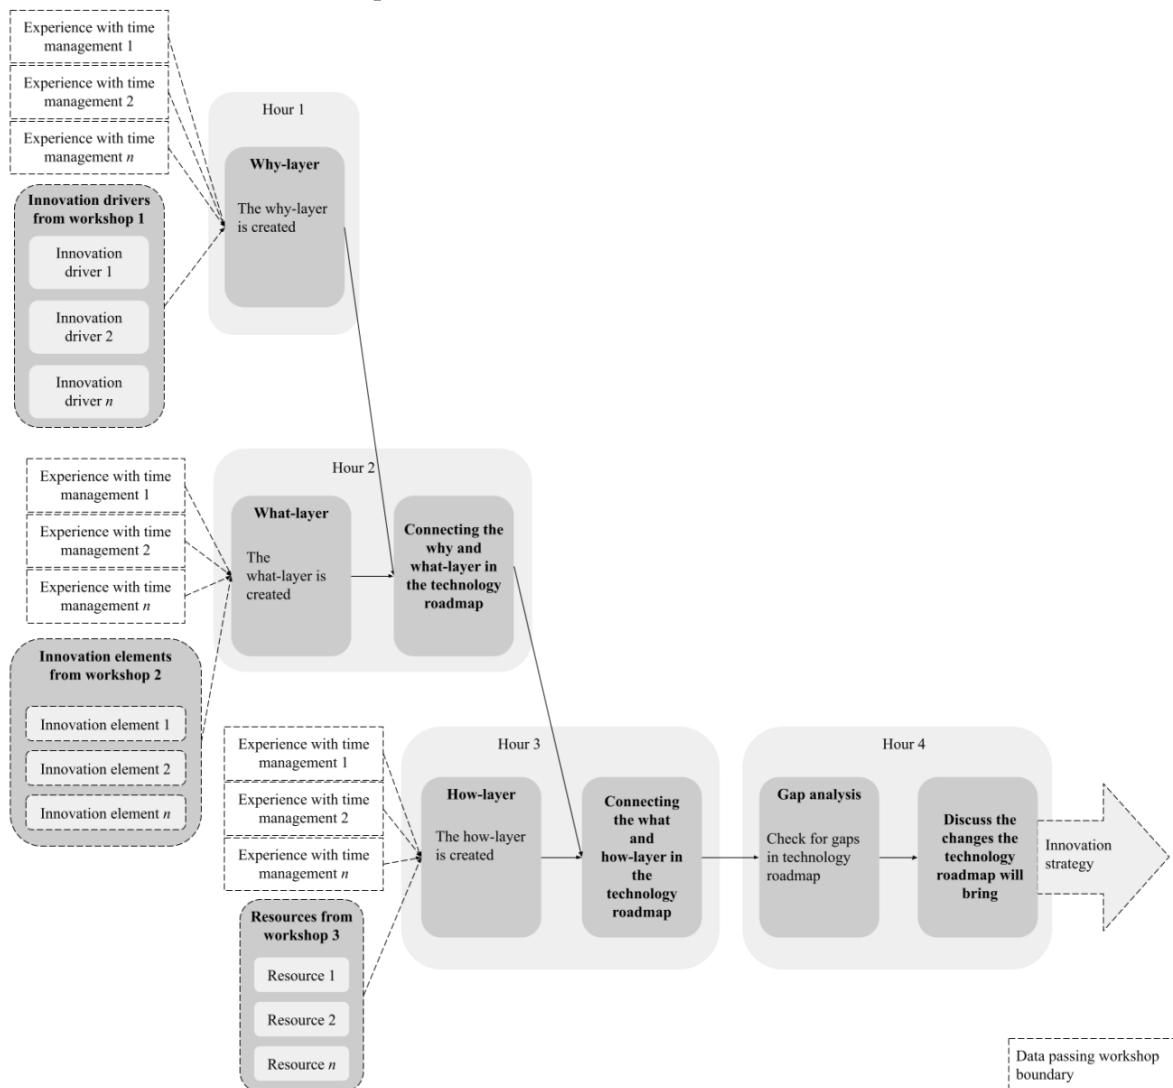 Experience with time
management 1
Experience with time
management 2
Experience with time
management n
Innovation drivers
from workshop 1
Innovation
driver 1
Innovation
driver 2
Innovation
driver n
Hour 1
Why-layer
The why-layer
is created
Experience with time
management 1
Experience with time
management 2
Experience with time
management n
Innovation elements
from workshop 2
Innovation element 1
Innovation element 2
Innovation element n
Hour 2
What-layer
The
what-layer is
created
Connecting the
why and
what-layer in
the technology
roadmap
Experience with time
management 1
Experience with time
management 2
Experience with time
management n
Resources from
workshop 3
Resource 1
Resource 2
Resource n
Hour 3
How-layer
The how-layer
is created
Connecting
the what
and
how-layer in
the
technology
roadmap
Hour 4
Gap analysis
Check for gaps
in technology
roadmap
Discuss the
changes the
technology
roadmap will
bring
Innovation
strategy
Data passing workshop
boundary